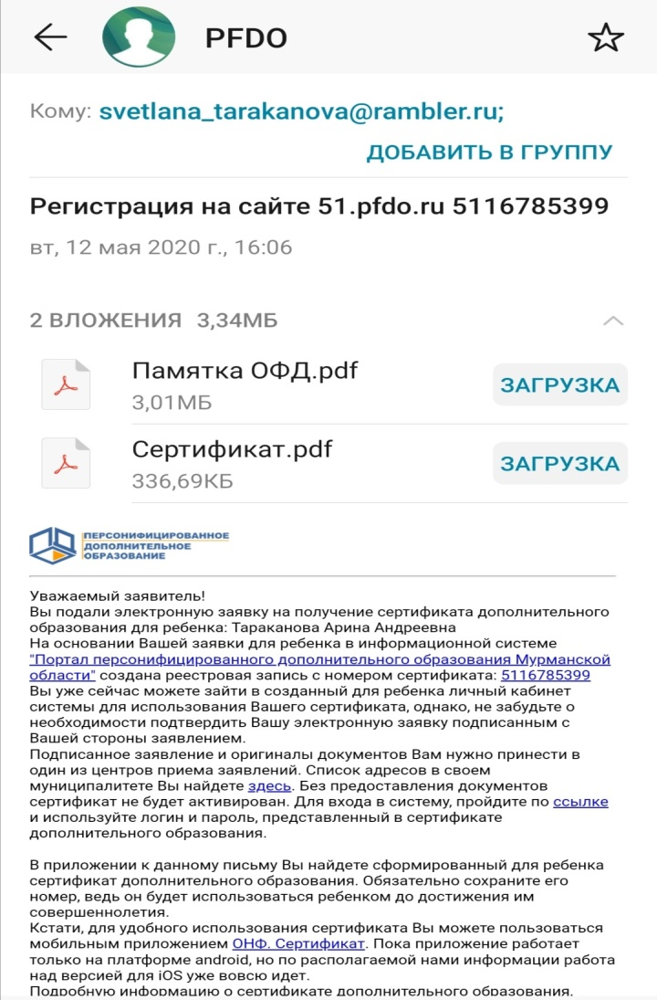 PFDO
Кому: svetlana_tarakanova@rambler.ru;
ДОБАВИТЬ В ГРУППУ
Регистрация на сайте 51.pfdo.ru 5116785399
вт, 12 мая 2020 г., 16:06
2 ВЛОЖЕНИЯ 3,34МБ
Памятка ОФД.pdf
3,01МБ
ЗАГРУЗКА
Сертификат.pdf
336,69КБ
ЗАГРУЗКА
ПЕРСОНИФИЦИРОВАННОЕ
ДОПОЛНИТЕЛЬНОЕ
ОБРАЗОВАНИЕ
Уважаемый заявитель!
Вы подали электронную заявку на получение сертификата дополнительного
образования для ребенка: Тараканова Арина Андреевна
На основании Вашей заявки для ребенка в информационной системе
"Портал персонифицированного дополнительного образования Мурманской
области" создана реестровая запись с номером сертификата: 5116785399
Вы уже сейчас можете зайти в созданный для ребенка личный кабинет
системы для использования Вашего сертификата, однако, не забудьте о
необходимости подтвердить Вашу электронную заявку подписанным с
Вашей стороны заявлением.
Подписанное заявление и оригиналы документов Вам нужно принести в
один из центров приема заявлений. Список адресов в своем
муниципалитете Вы найдете здесь. Без предоставления документов
сертификат не будет активирован. Для входа в систему, пройдите по ссылке
и используйте логин и пароль, представленный в сертификате
дополнительного образования.
В приложении к данному письму Вы найдете сформированный для ребенка
сертификат дополнительного образования. Обязательно сохраните его
номер, ведь он будет использоваться ребенком до достижения им
совершеннолетия.
Кстати, для удобного использования сертификата Вы можете пользоваться
мобильным приложением ОНФ. Сертификат. Пока приложение работает
только на платформе android, но по располагаемой нами информации работа
над версией для iOS уже вовсю идет.
Подробную информацию о сертификате дополнительного образования,